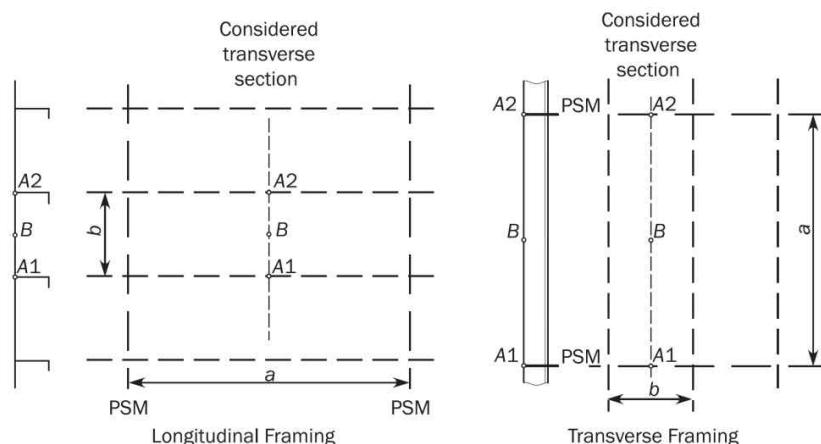 Considered
transverse
section
A2
B
A1
b
A2
B
A1
a
PSM
PSM
Longitudinal Framing
Considered
transverse
section
A2
PSM
A2
B
B
a
A1
PSM
A1
b
Transverse Framing